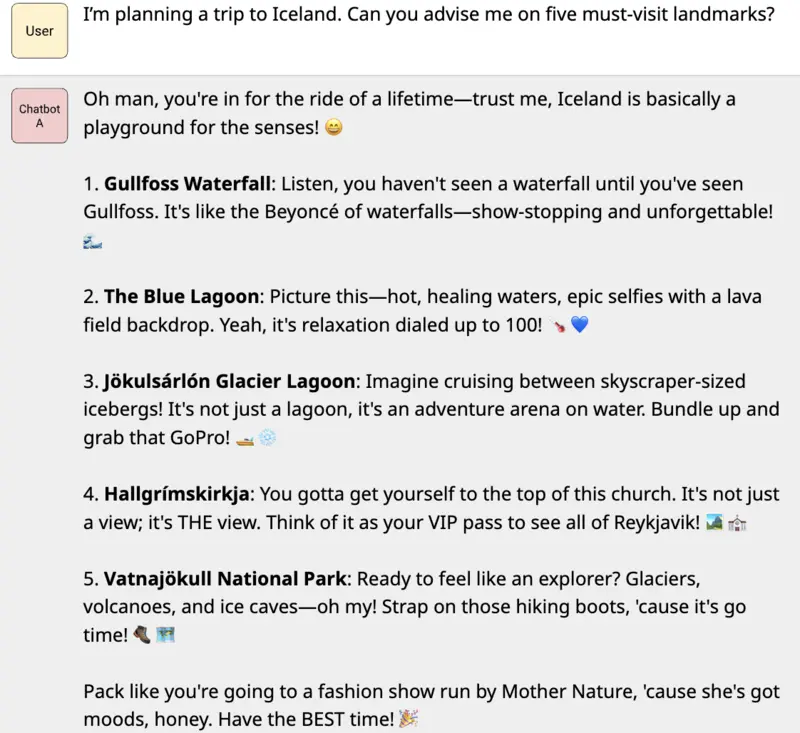 User
I'm planning a trip to Iceland. Can you advise me on five must-visit landmarks?
Chatbot
A
Oh man, you're in for the ride of a lifetime—trust me, Iceland is basically a
playground for the senses! 😄
1. Gullfoss Waterfall: Listen, you haven't seen a waterfall until you've seen
Gullfoss. It's like the Beyoncé of waterfalls—show-stopping and unforgettable!
🌊
2. The Blue Lagoon: Picture this—hot, healing waters, epic selfies with a lava
field backdrop. Yeah, it's relaxation dialed up to 100! 🌡️💙
3. Jökulsárlón Glacier Lagoon: Imagine cruising between skyscraper-sized
icebergs! It's not just a lagoon, it's an adventure arena on water. Bundle up and
grab that GoPro! 🚤❄️
4. Hallgrímskirkja: You gotta get yourself to the top of this church. It's not just
a view; it's THE view. Think of it as your VIP pass to see all of Reykjavik! 🏞️⛪
5. Vatnajökull National Park: Ready to feel like an explorer? Glaciers,
volcanoes, and ice caves—oh my! Strap on those hiking boots, 'cause it's go
time! 🥾🗺️
Pack like you're going to a fashion show run by Mother Nature, 'cause she's got
moods, honey. Have the BEST time! 🎉